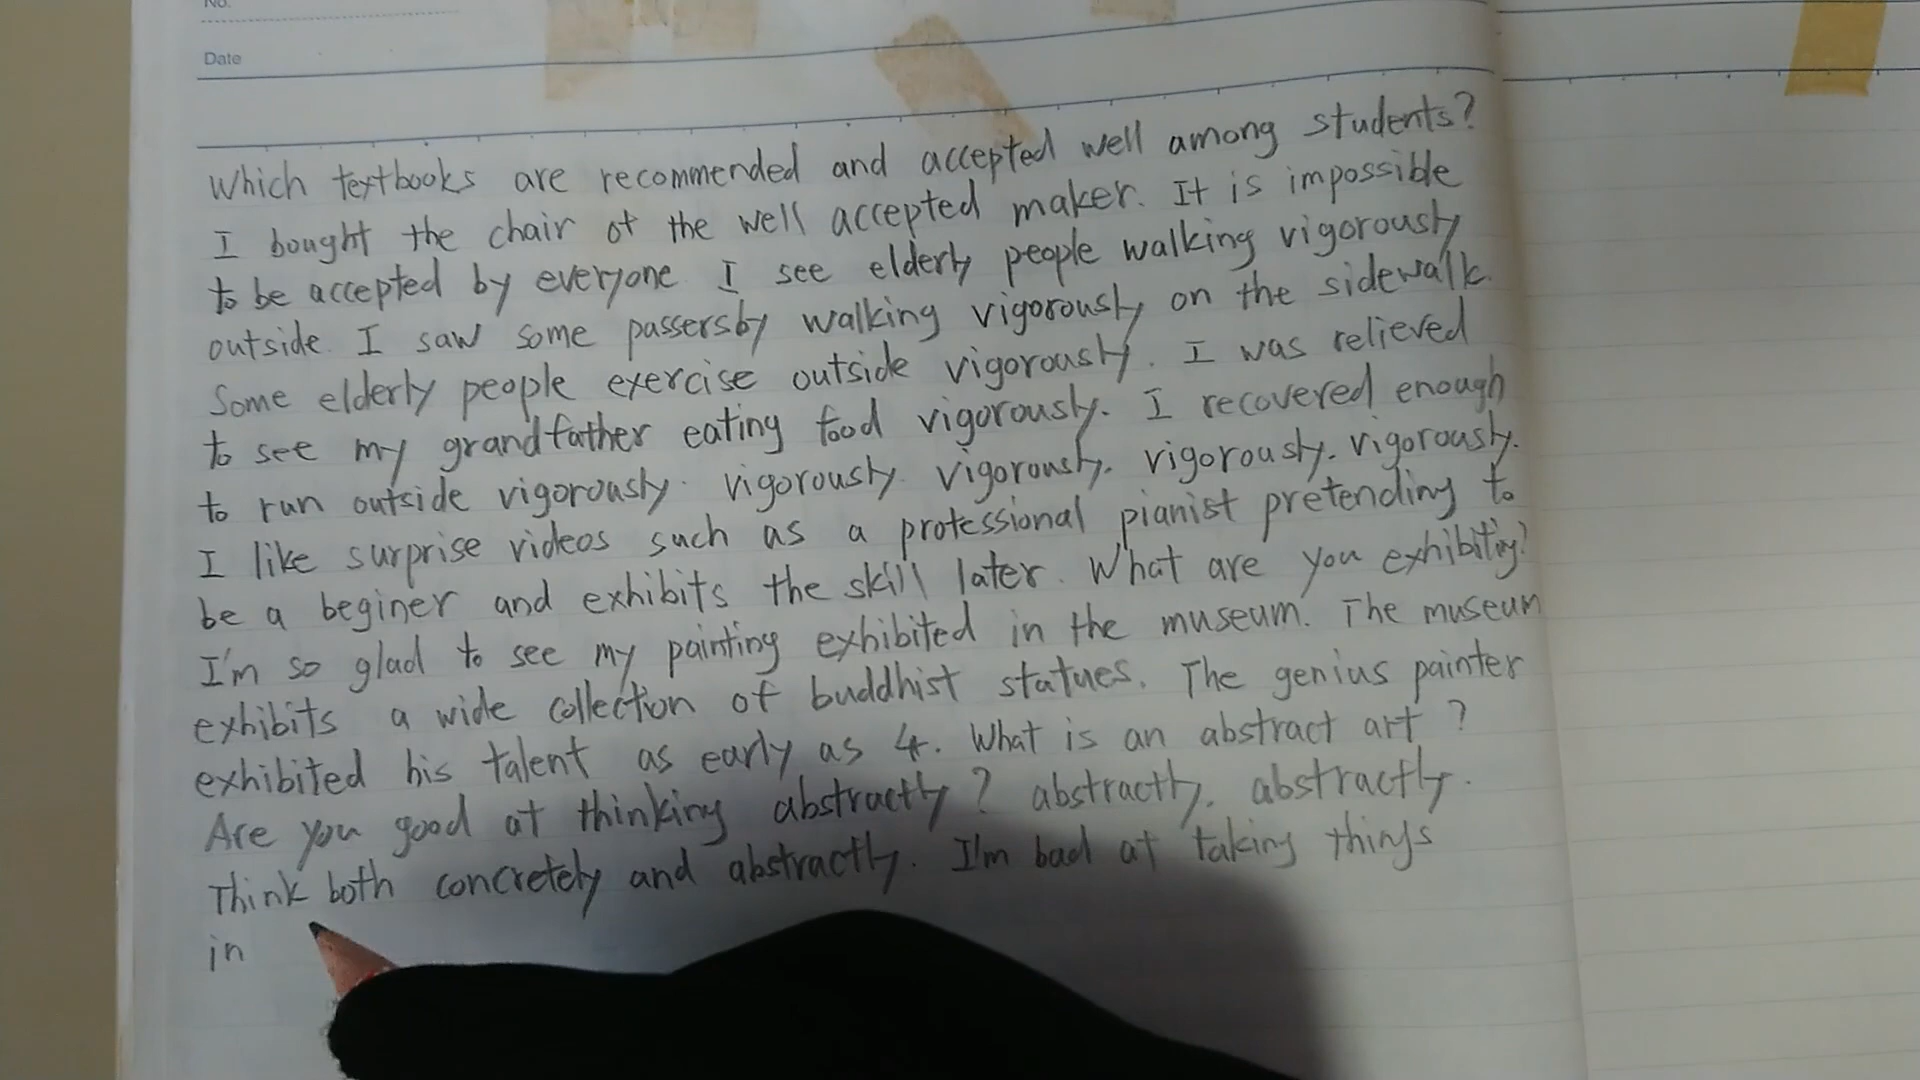 No.
Date
Which textbooks are recommended and accepted well among students?
I bought the chair of the well accepted maker. It is impossible
to be accepted by everyone. I see elderly people walking vigorously
outside. I saw some passersby walking vigorously on the sidewalk.
Some elderly people exercise outside vigorously. I was relieved
to see my grandfather eating food vigorously. I recovered enough
to run outside vigorously. vigorously. vigorously. vigorously. vigorously.
I like surprise videos such as a professional pianist pretending to
be a beginer and exhibits the skill later. What are you exhibiting?
I'm so glad to see my painting exhibited in the museum. The museum
exhibits a wide collection of buddhist statues. The genius painter
exhibited his talent as early as 4. What is an abstract art?
Are you good at thinking abstractly? abstractly. abstractly.
Think both concretely and abstractly. I'm bad at taking things
in